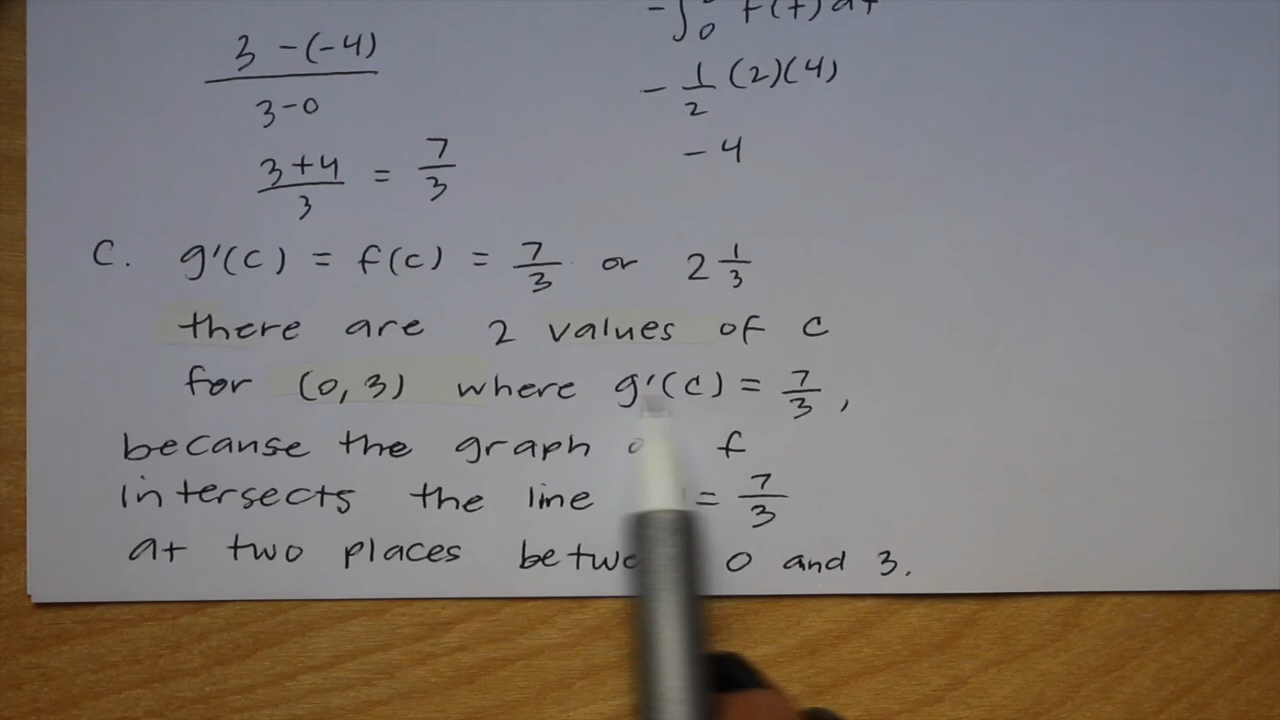 3 - (-4)
3 - 0
3 + 4 / 3 = 7/3
- 1/2 (2)(4)
- 4
C. g'(c) = f(c) = 7/3 or 2 1/3
there are 2 values of c
for (0, 3) where g'(c) = 7/3 ,
because the graph f
intersects the line = 7/3
at two places 0 and 3.